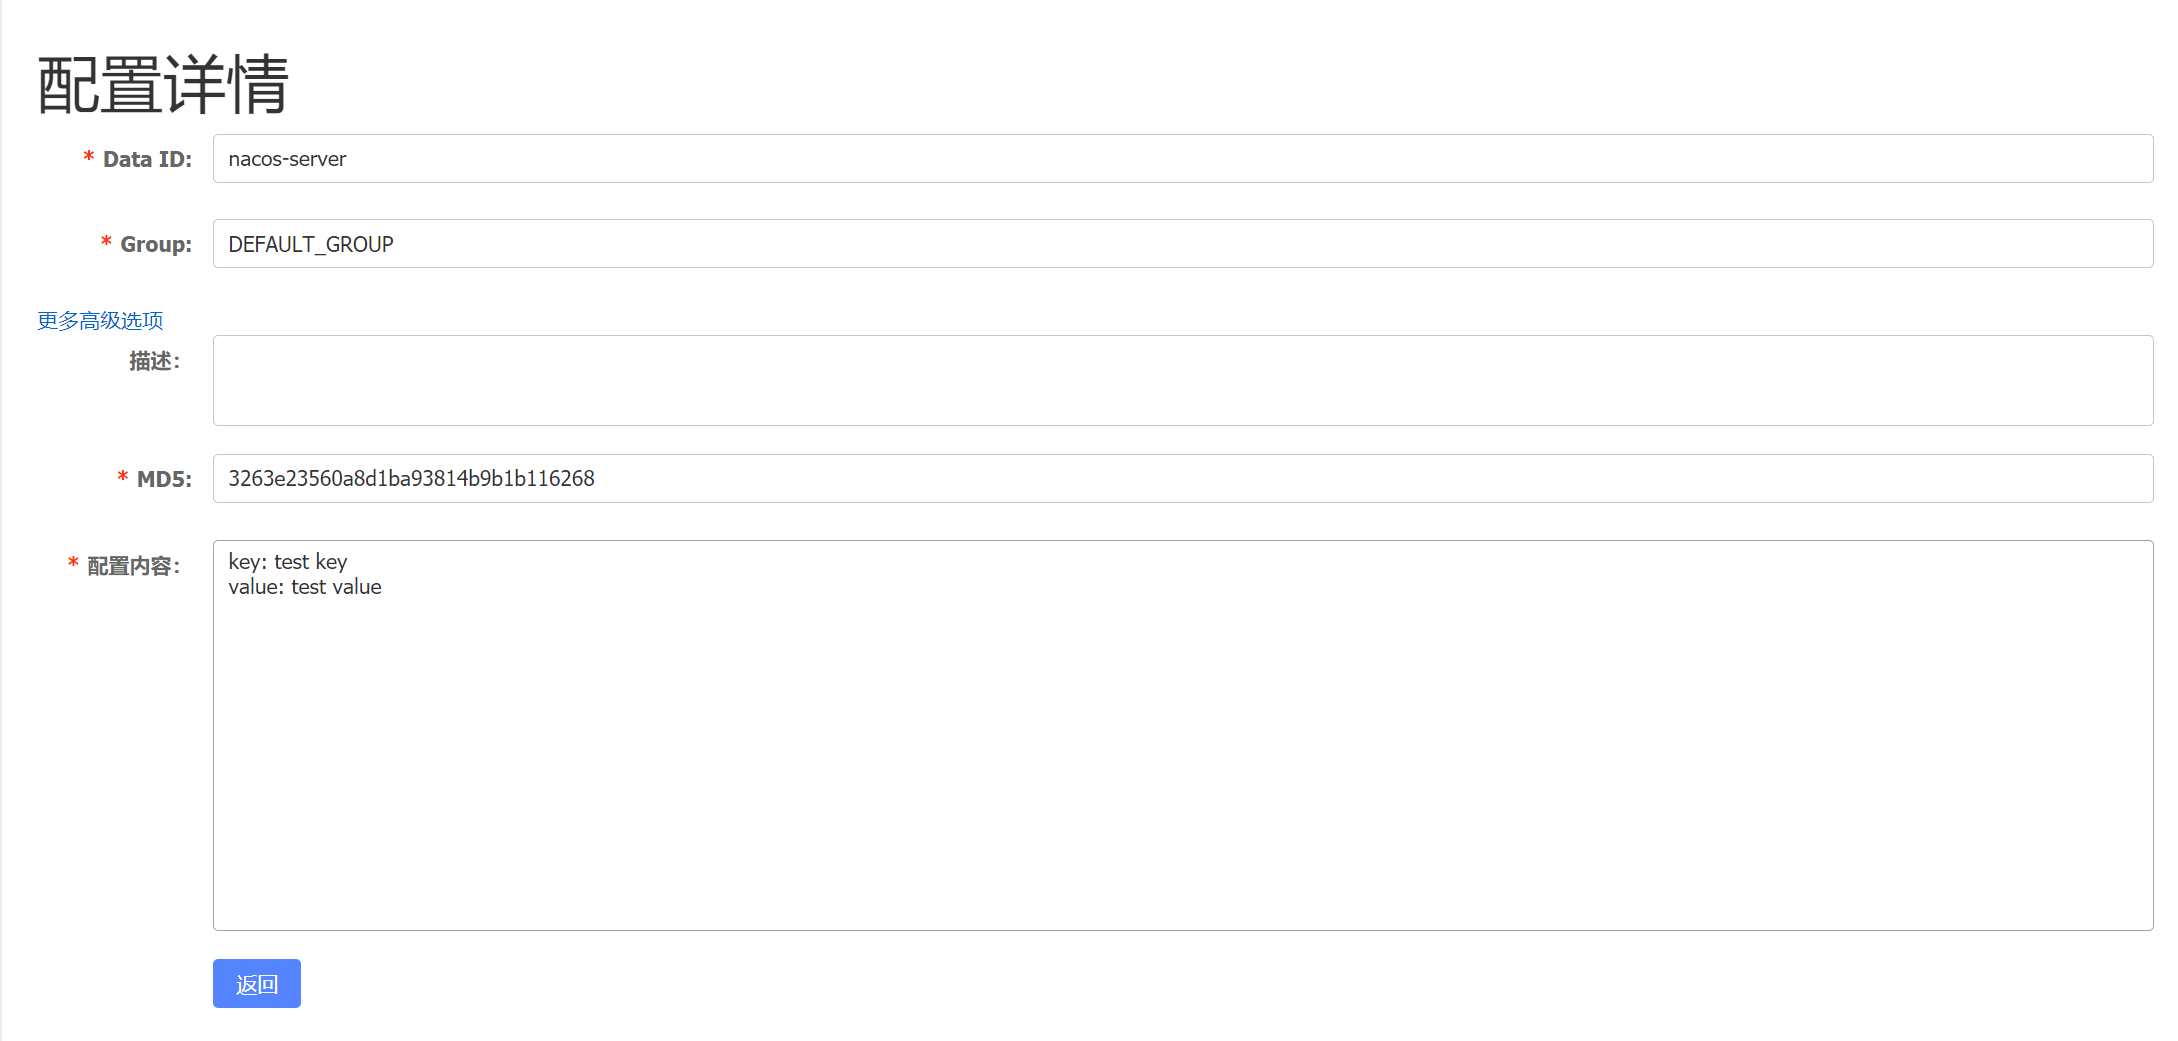 配置详情
* Data ID: nacos-server
* Group: DEFAULT_GROUP
更多高级选项
描述:
* MD5: 3263e23560a8d1ba93814b9b1b116268
* 配置内容: key: test key
value: test value
返回